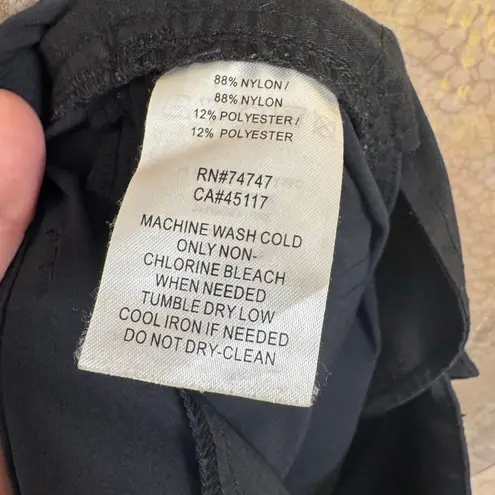 88% NYLON /
88% NYLON
12% POLYESTER /
12% POLYESTER
RN#74747
CA#45117
MACHINE WASH COLD
ONLY NON-
CHLORINE BLEACH
WHEN NEEDED
TUMBLE DRY LOW
COOL IRON IF NEEDED
DO NOT DRY-CLEAN